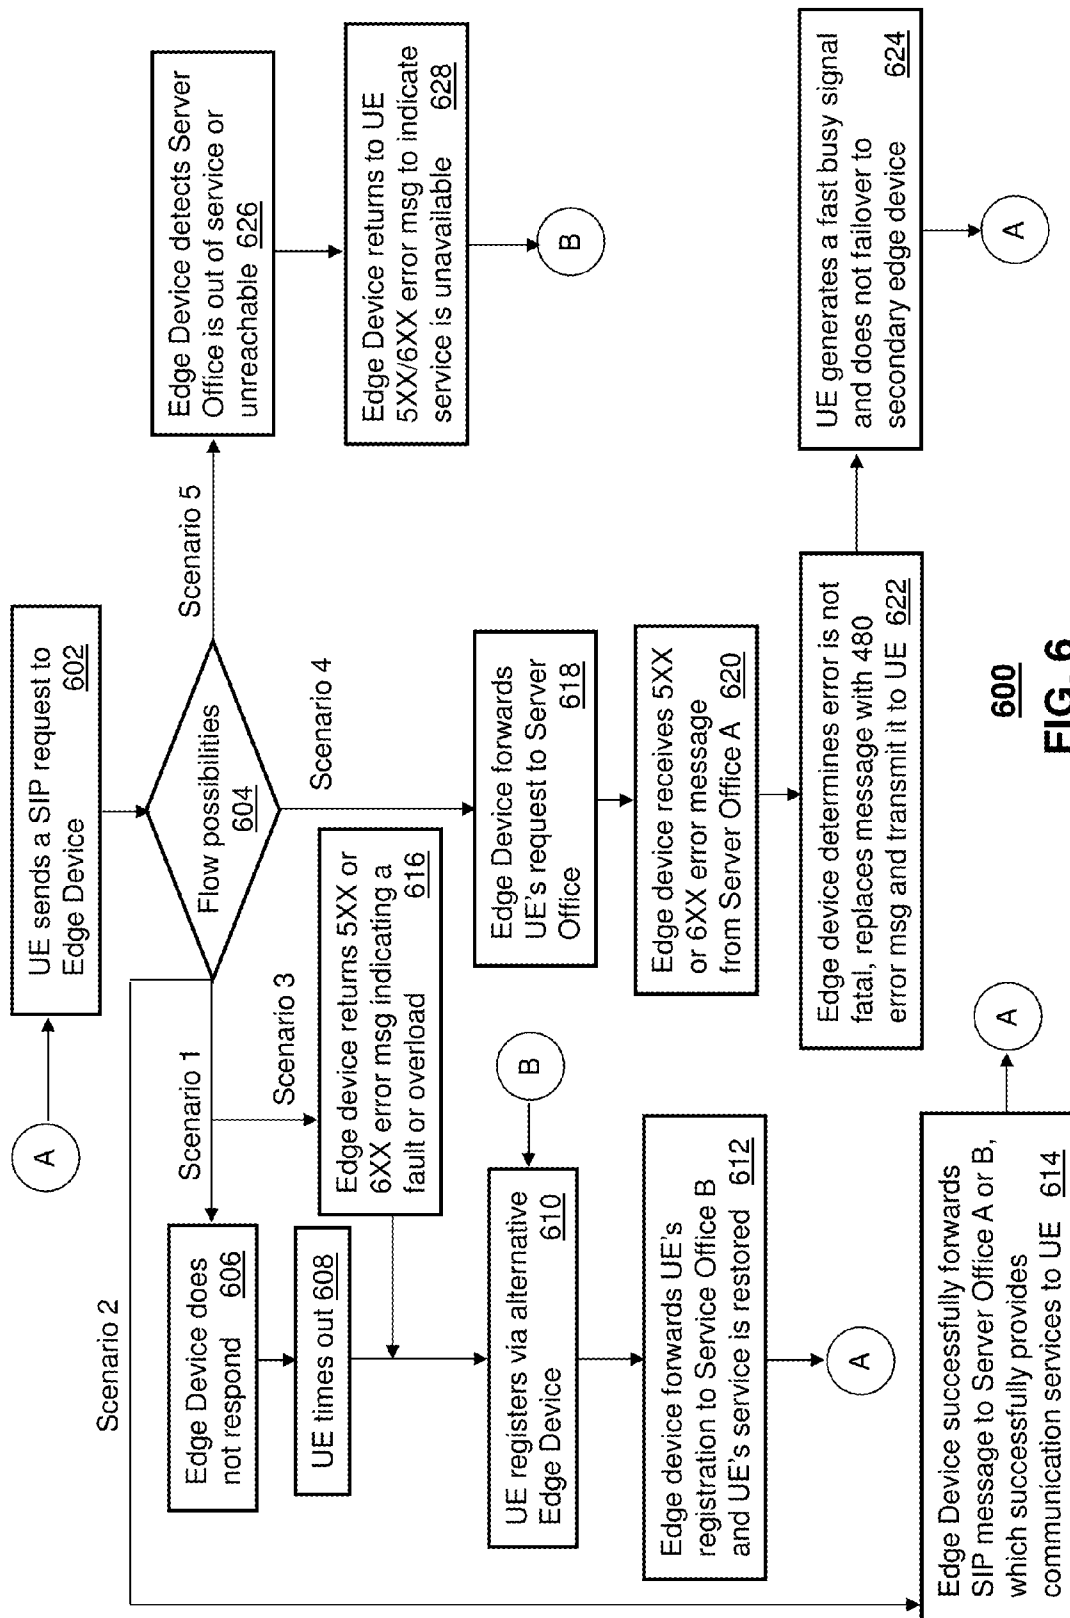 A
UE sends a SIP request to
Edge Device 602
Flow possibilities
604
Scenario 2
Scenario 1
Scenario 3
Scenario 4
Scenario 5
Edge Device does
not respond 606
UE times out 608
Edge device returns 5XX or
6XX error msg indicating a
fault or overload 616
UE registers via alternative
Edge Device 610
B
Edge device forwards UE's
registration to Service Office B
and UE's service is restored 612
A
Edge Device successfully forwards
SIP message to Server Office A or B,
which successfully provides
communication services to UE 614
A
Edge Device forwards
UE's request to Server
Office 618
Edge device receives 5XX
or 6XX error message
from Server Office A 620
Edge device determines error is not
fatal, replaces message with 480
error msg and transmit it to UE 622
UE generates a fast busy signal
and does not failover to
secondary edge device 624
A
Edge Device detects Server
Office is out of service or
unreachable 626
Edge Device returns to UE
5XX/6XX error msg to indicate
service is unavailable 628
B
600
FIG. 6